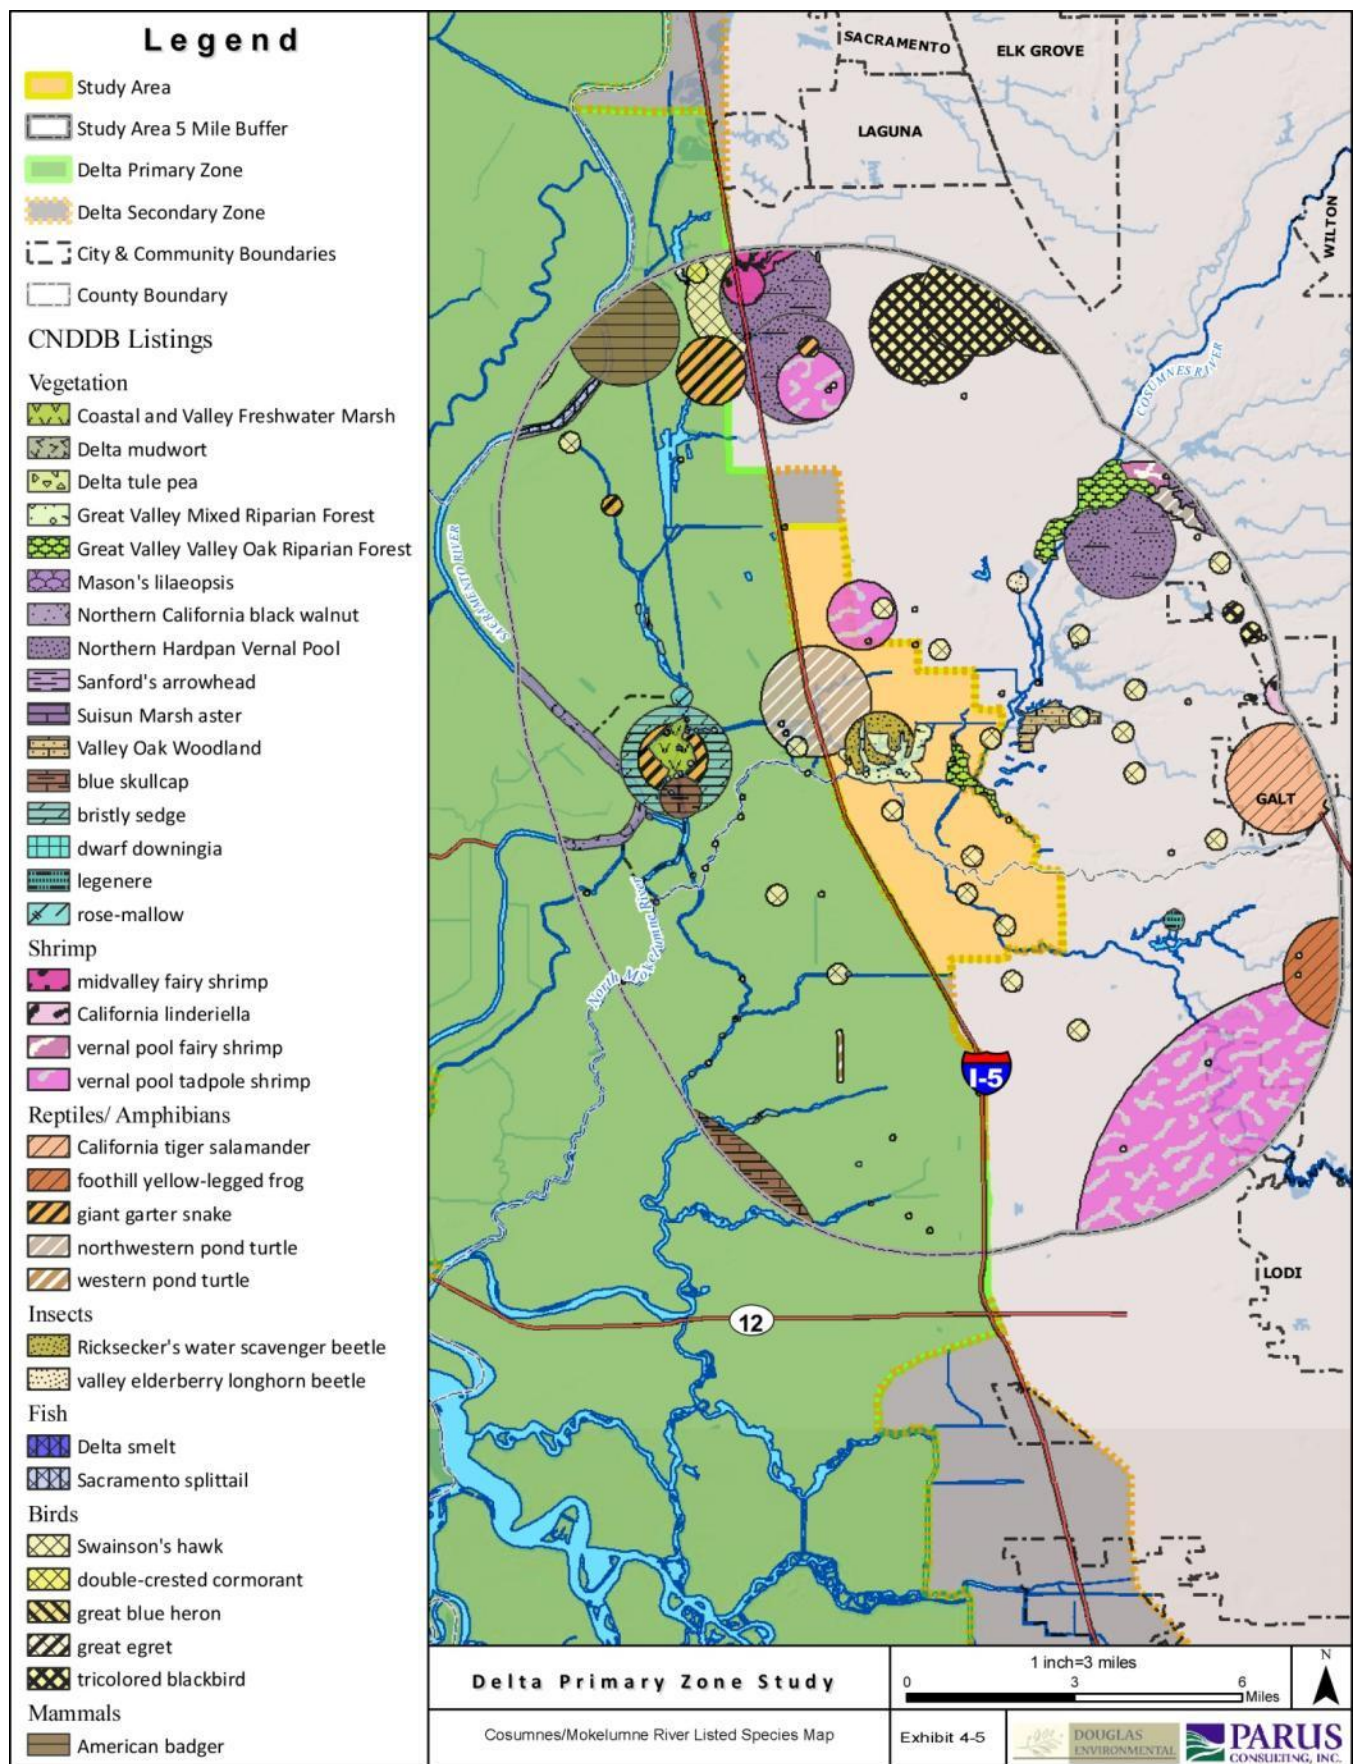 Legend
Study Area
Study Area 5 Mile Buffer
Delta Primary Zone
Delta Secondary Zone
City & Community Boundaries
County Boundary
CNDDB Listings
Vegetation
Coastal and Valley Freshwater Marsh
Delta mudwort
Delta tule pea
Great Valley Mixed Riparian Forest
Great Valley Valley Oak Riparian Forest
Mason's lilaeopsis
Northern California black walnut
Northern Hardpan Vernal Pool
Sanford's arrowhead
Suisun Marsh aster
Valley Oak Woodland
blue skullcap
bristly sedge
dwarf downingia
legenere
rose-mallow
Shrimp
midvalley fairy shrimp
California linderiella
vernal pool fairy shrimp
vernal pool tadpole shrimp
Reptiles/ Amphibians
California tiger salamander
foothill yellow-legged frog
giant garter snake
northwestern pond turtle
western pond turtle
Insects
Ricksecker's water scavenger beetle
valley elderberry longhorn beetle
Fish
Delta smelt
Sacramento splittail
Birds
Swainson's hawk
double-crested cormorant
great blue heron
great egret
tricolored blackbird
Mammals
American badger
SACRAMENTO
ELK GROVE
LAGUNA
WILTON
COSUMNES RIVER
SACRAMENTO RIVER
GALT
North Mokelumne River
I-5
LODI
12
Delta Primary Zone Study
Cosumnes/Mokelumne River Listed Species Map
1 inch=3 miles
0 3 6 Miles
Exhibit 4-5
N
DOUGLAS
ENVIRONMENTAL
PARUS
CONSULTING, INC.